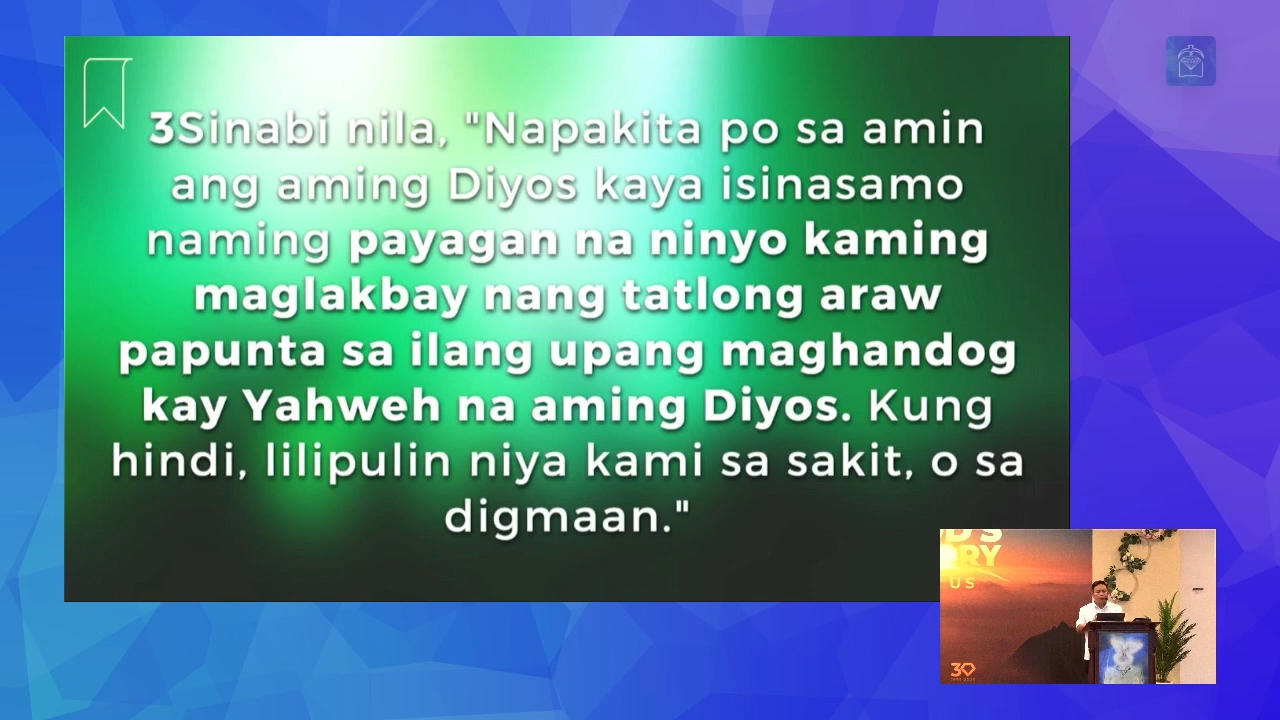 3Sinabi nila, "Napakita po sa amin
ang aming Diyos kaya isinasamo
naming payagan na ninyo kaming
maglakbay nang tatlong araw
papunta sa ilang upang maghandog
kay Yahweh na aming Diyos. Kung
hindi, lilipulin niya kami sa sakit, o sa
digmaan."
US
30